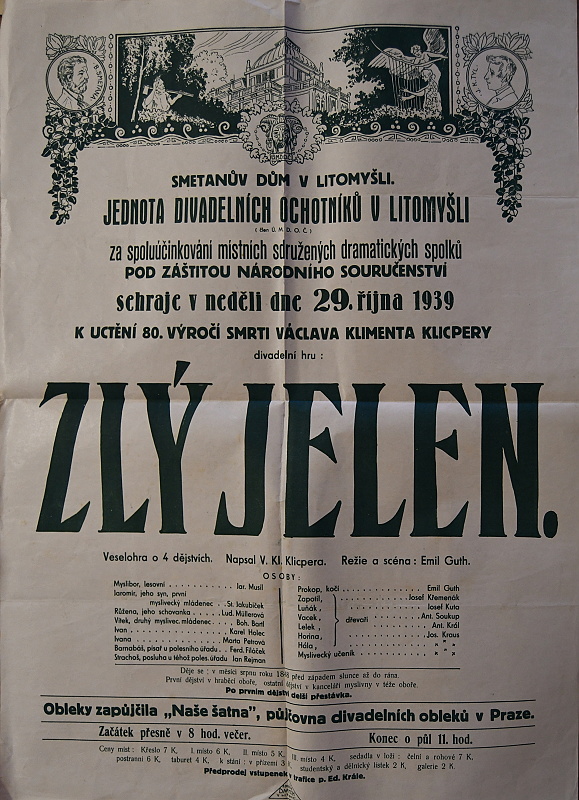 SMETANŮV DŮM V LITOMYŠLI.
JEDNOTA DIVADELNÍCH OCHOTNÍKŮ V LITOMYŠLI
( člen Ú. M. D. O. Č. )
za spoluúčinkování místních sdružených dramatických spolků
POD ZÁŠTITOU NÁRODNÍHO SOURUČENSTVÍ
sehraje v neděli dne 29. října 1939
K UCTĚNÍ 80. VÝROČÍ SMRTI VÁCLAVA KLIMENTA KLICPERY
divadelní hru :
ZLÝ JELEN.
Veselohra o 4 dějstvích. Napsal V. Kl. Klicpera. Režie a scéna : Emil Guth.
OSOBY :
Myslibor, lesovní . . . . . . . . . . Jar. Musil
Jaromír, jeho syn, první
myslivecký mládenec . St. Jakubíček
Růžena, jeho schovanka . . Lud. Müllerová
Vítek, druhý myslivec. mládenec . . Boh. Bartl
Ivan . . . . . . . . . . Karel Holec
Ivana . . . . . . . . . Marta Petrová
Barnabáš, písař u polesního úřadu . Ferd. Filáček
Strachoš, posluha u téhož poles. úřadu Jan Rejman
Prokop, kočí . . . . . . . . . . Emil Guth
Zapotil, . . . . . . . . . Josef Křemenák
Luňák, . . . . . . . . . Josef Kuta
Vacek, . . . . . . . . . Ant. Soukup
Lelek, dřevaři . . . . . . . . . Ant. Král
Horina, . . . . . . . . . Jos. Kraus
Hála, . . . . . . . . . " " "
Myslivecký učeník . . . . . . . . . " " "
Děje se : v měsíci srpnu roku 1848 před západem slunce až do rána.
První dějství v hraběcí oboře, ostatní dějství v kanceláři myslivny v téže oboře.
Po prvním dějství delší přestávka.
Obleky zapůjčila „Naše šatna", půjčovna divadelních obleků v Praze.
Začátek přesně v 8 hod. večer. Konec o půl 11. hod.
Ceny míst : Křeslo 7 K, I. místo 6 K, II. místo 5 K, III. místo 4 K, sedadla v loži : čelní a rohové 7 K,
postranní 6 K, taburet 4 K, k stání : v přízemí 3 K, studentský a dělnický lístek 2 K, galerie 2 K.
Předprodej vstupenek v trafice p. Ed. Krále.